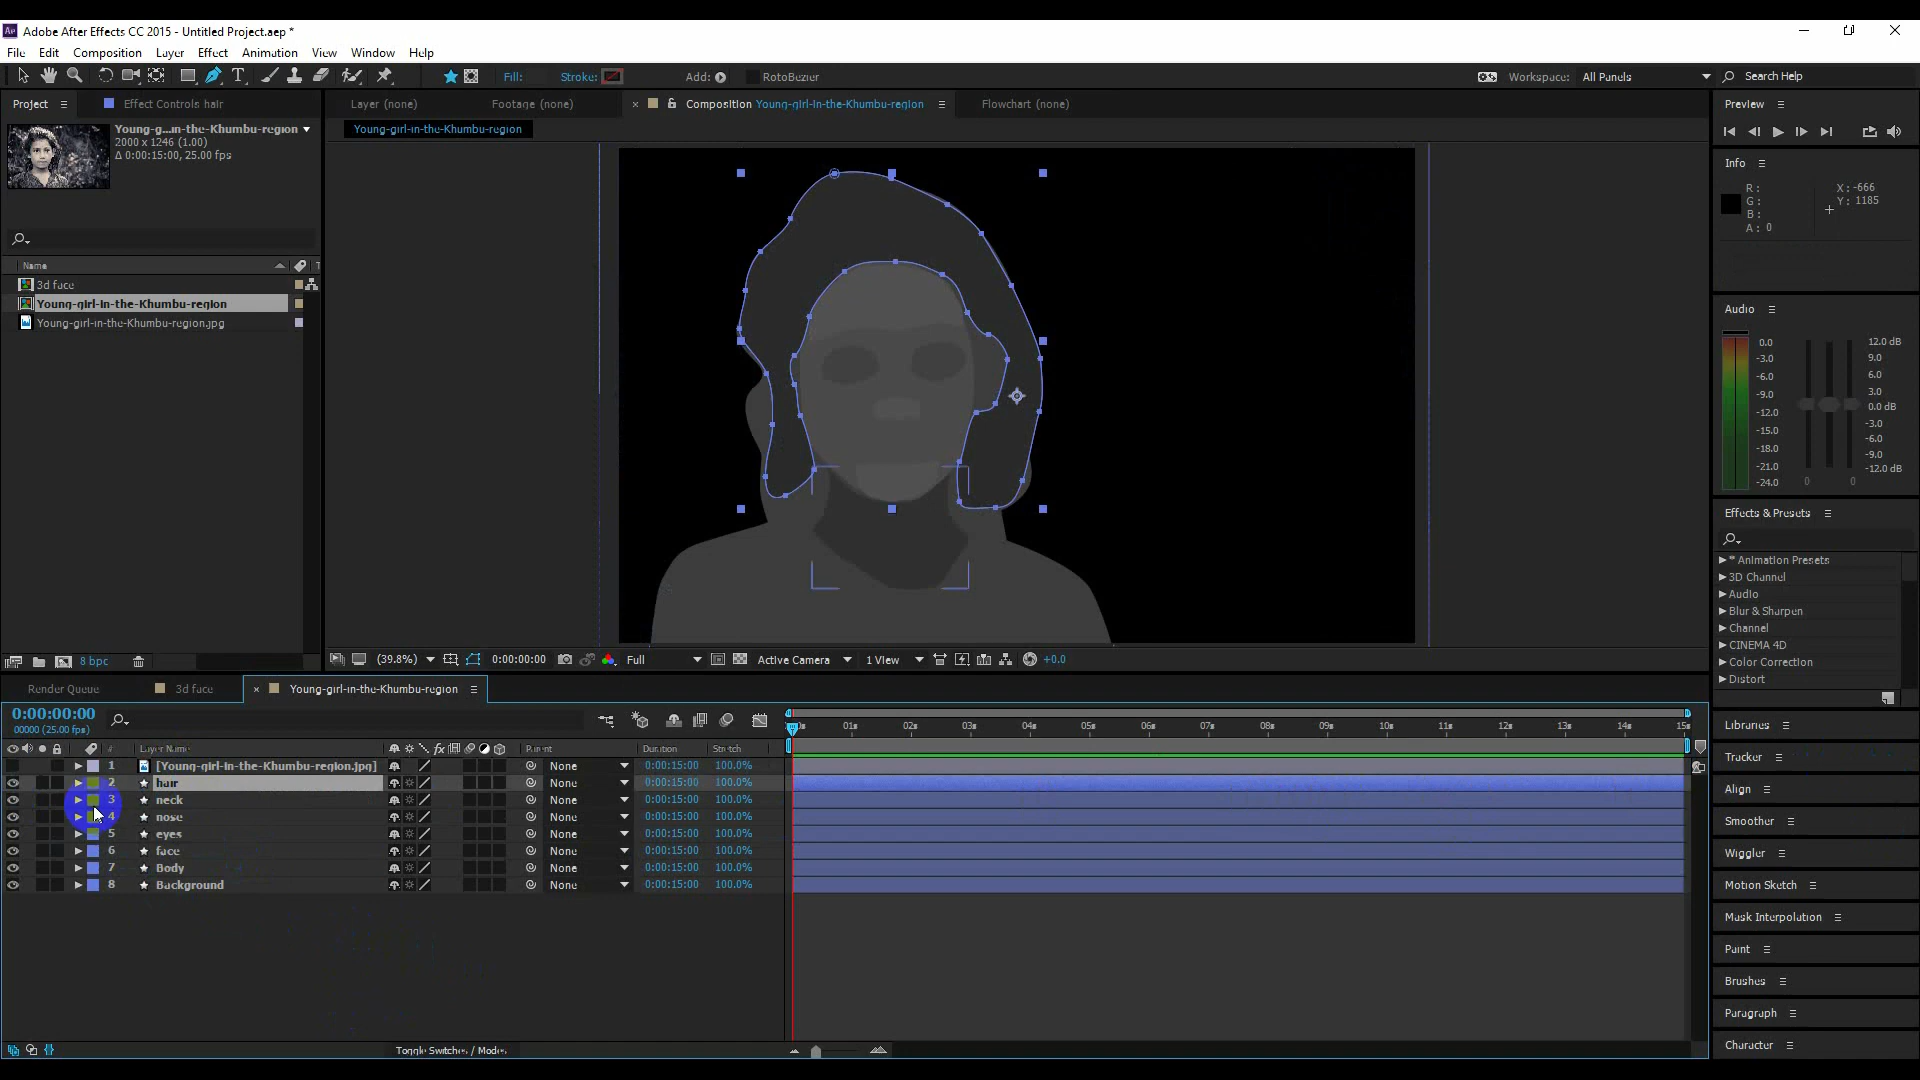 Adobe After Effects CC 2015 - Untitled Project.aep *
File Edit Composition Layer Effect Animation View Window Help
Fill: Stroke: Add: RotoBezier Workspace: All Panels Search Help
Project Effect Controls hair
Layer (none) Footage (none) Composition Young-girl-in-the-Khumbu-region Flowchart (none)
Preview
Young-g...in-the-Khumbu-region
2000 x 1246 (1.00)
Δ 0:00:15:00, 25.00 fps)
Young-girl-in-the-Khumbu-region
Info
R: X: -666
G: Y: 1185
B:
A: 0
Name
3d face
Young-girl-in-the-Khumbu-region
Young-girl-in-the-Khumbu-region.jpg
Audio
0.0 12.0 dB
-3.0 9.0
-6.0 6.0
-9.0 3.0
-12.0 0.0 dB
-15.0 -3.0
-18.0 -6.0
-21.0 -9.0
-24.0 -12.0 dB
0 0
Effects & Presets
* Animation Presets
3D Channel
Audio
Blur & Sharpen
Channel
CINEMA 4D
Color Correction
Distort
8 bpc
(39.8%) 0:00:00:00 Full Active Camera 1 View +0.0
Render Queue 3d face Young-girl-in-the-Khumbu-region
0:00:00:00
00000 (25.00 fps)
01s 02s 03s 04s 05s 06s 07s 08s 09s 10s 11s 12s 13s 14s 15s
# Layer Name fx Parent Duration Stretch
1 [Young-girl-in-the-Khumbu-region.jpg] None 0:00:15:00 100.0%
2 hair None 0:00:15:00 100.0%
3 neck None 0:00:15:00 100.0%
4 nose None 0:00:15:00 100.0%
5 eyes None 0:00:15:00 100.0%
6 face None 0:00:15:00 100.0%
7 Body None 0:00:15:00 100.0%
8 Background None 0:00:15:00 100.0%
Toggle Switches / Modes
Libraries
Tracker
Align
Smoother
Wiggler
Motion Sketch
Mask Interpolation
Paint
Brushes
Paragraph
Character